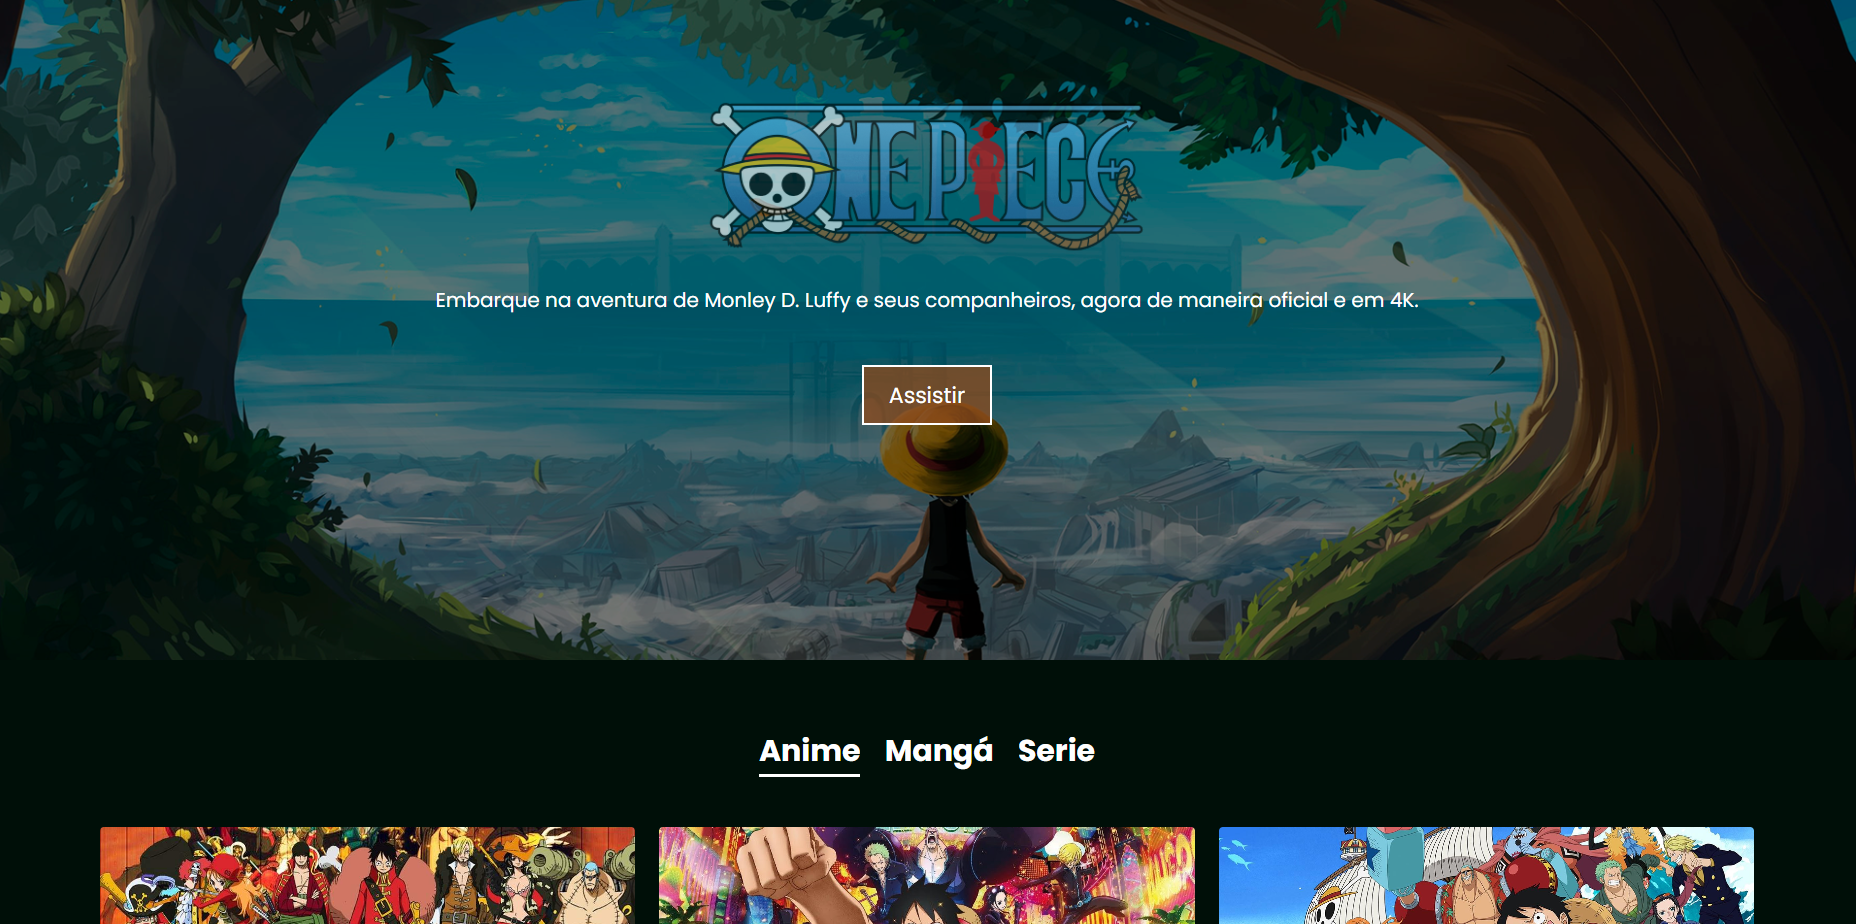 ONE PIECE
Embarque na aventura de Monley D. Luffy e seus companheiros, agora de maneira oficial e em 4K.
Assistir
Anime Mangá Serie